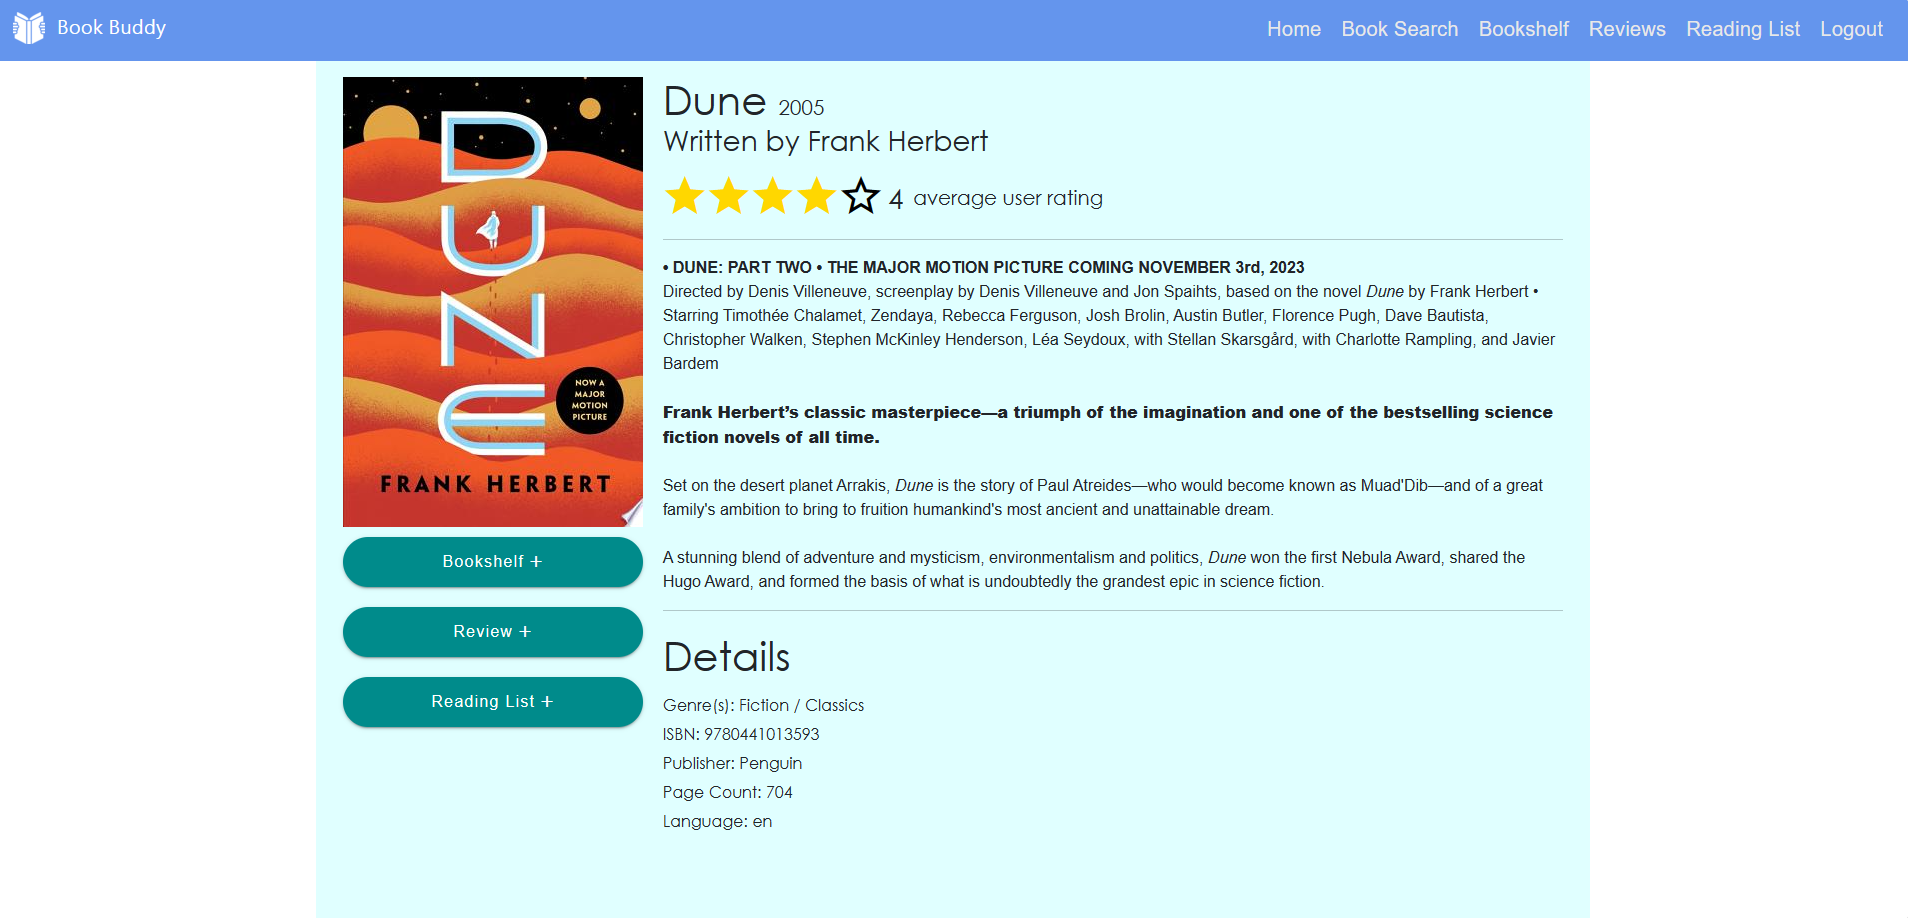 Book Buddy
Home Book Search Bookshelf Reviews Reading List Logout
DUNE
NOW A
MAJOR
MOTION
PICTURE
FRANK HERBERT
Bookshelf +
Review +
Reading List +
Dune 2005
Written by Frank Herbert
4 average user rating
• DUNE: PART TWO • THE MAJOR MOTION PICTURE COMING NOVEMBER 3rd, 2023
Directed by Denis Villeneuve, screenplay by Denis Villeneuve and Jon Spaihts, based on the novel Dune by Frank Herbert •
Starring Timothée Chalamet, Zendaya, Rebecca Ferguson, Josh Brolin, Austin Butler, Florence Pugh, Dave Bautista,
Christopher Walken, Stephen McKinley Henderson, Léa Seydoux, with Stellan Skarsgård, with Charlotte Rampling, and Javier
Bardem
Frank Herbert’s classic masterpiece—a triumph of the imagination and one of the bestselling science
fiction novels of all time.
Set on the desert planet Arrakis, Dune is the story of Paul Atreides—who would become known as Muad'Dib—and of a great
family's ambition to bring to fruition humankind's most ancient and unattainable dream.
A stunning blend of adventure and mysticism, environmentalism and politics, Dune won the first Nebula Award, shared the
Hugo Award, and formed the basis of what is undoubtedly the grandest epic in science fiction.
Details
Genre(s): Fiction / Classics
ISBN: 9780441013593
Publisher: Penguin
Page Count: 704
Language: en